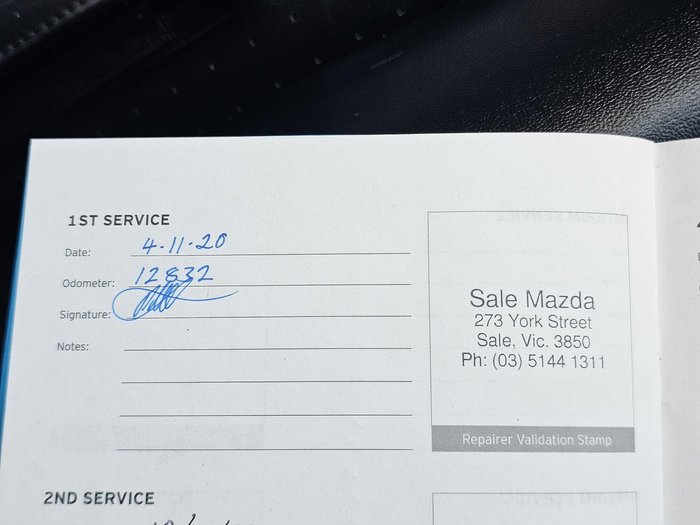 1ST SERVICE
Date: 4-11-20
Odometer: 12832
Signature:
Notes:
Sale Mazda
273 York Street
Sale, Vic. 3850
Ph: (03) 5144 1311
Repairer Validation Stamp
2ND SERVICE